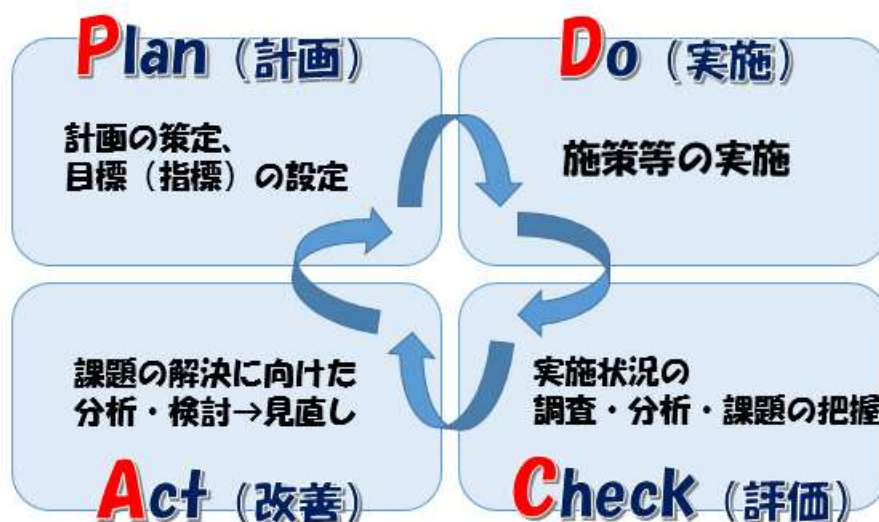 Plan（計画）
計画の策定、
目標（指標）の設定
Do（実施）
施策等の実施
課題の解決に向けた
分析・検討→見直し
Act（改善）
実施状況の
調査・分析・課題の把握
Check（評価）